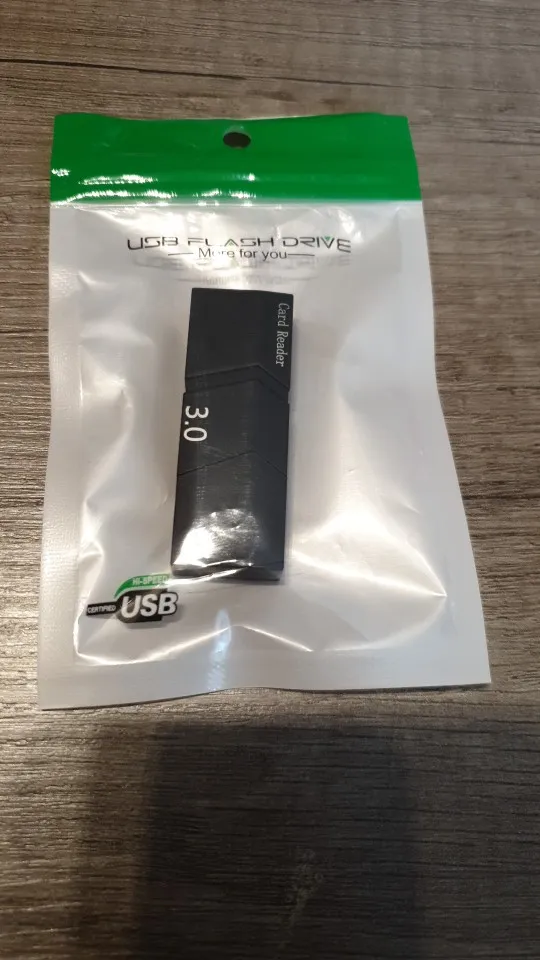 USB FLASH DRIVE
More for you
Card Reader
3.0
HI-SPEED
CERTIFIED USB